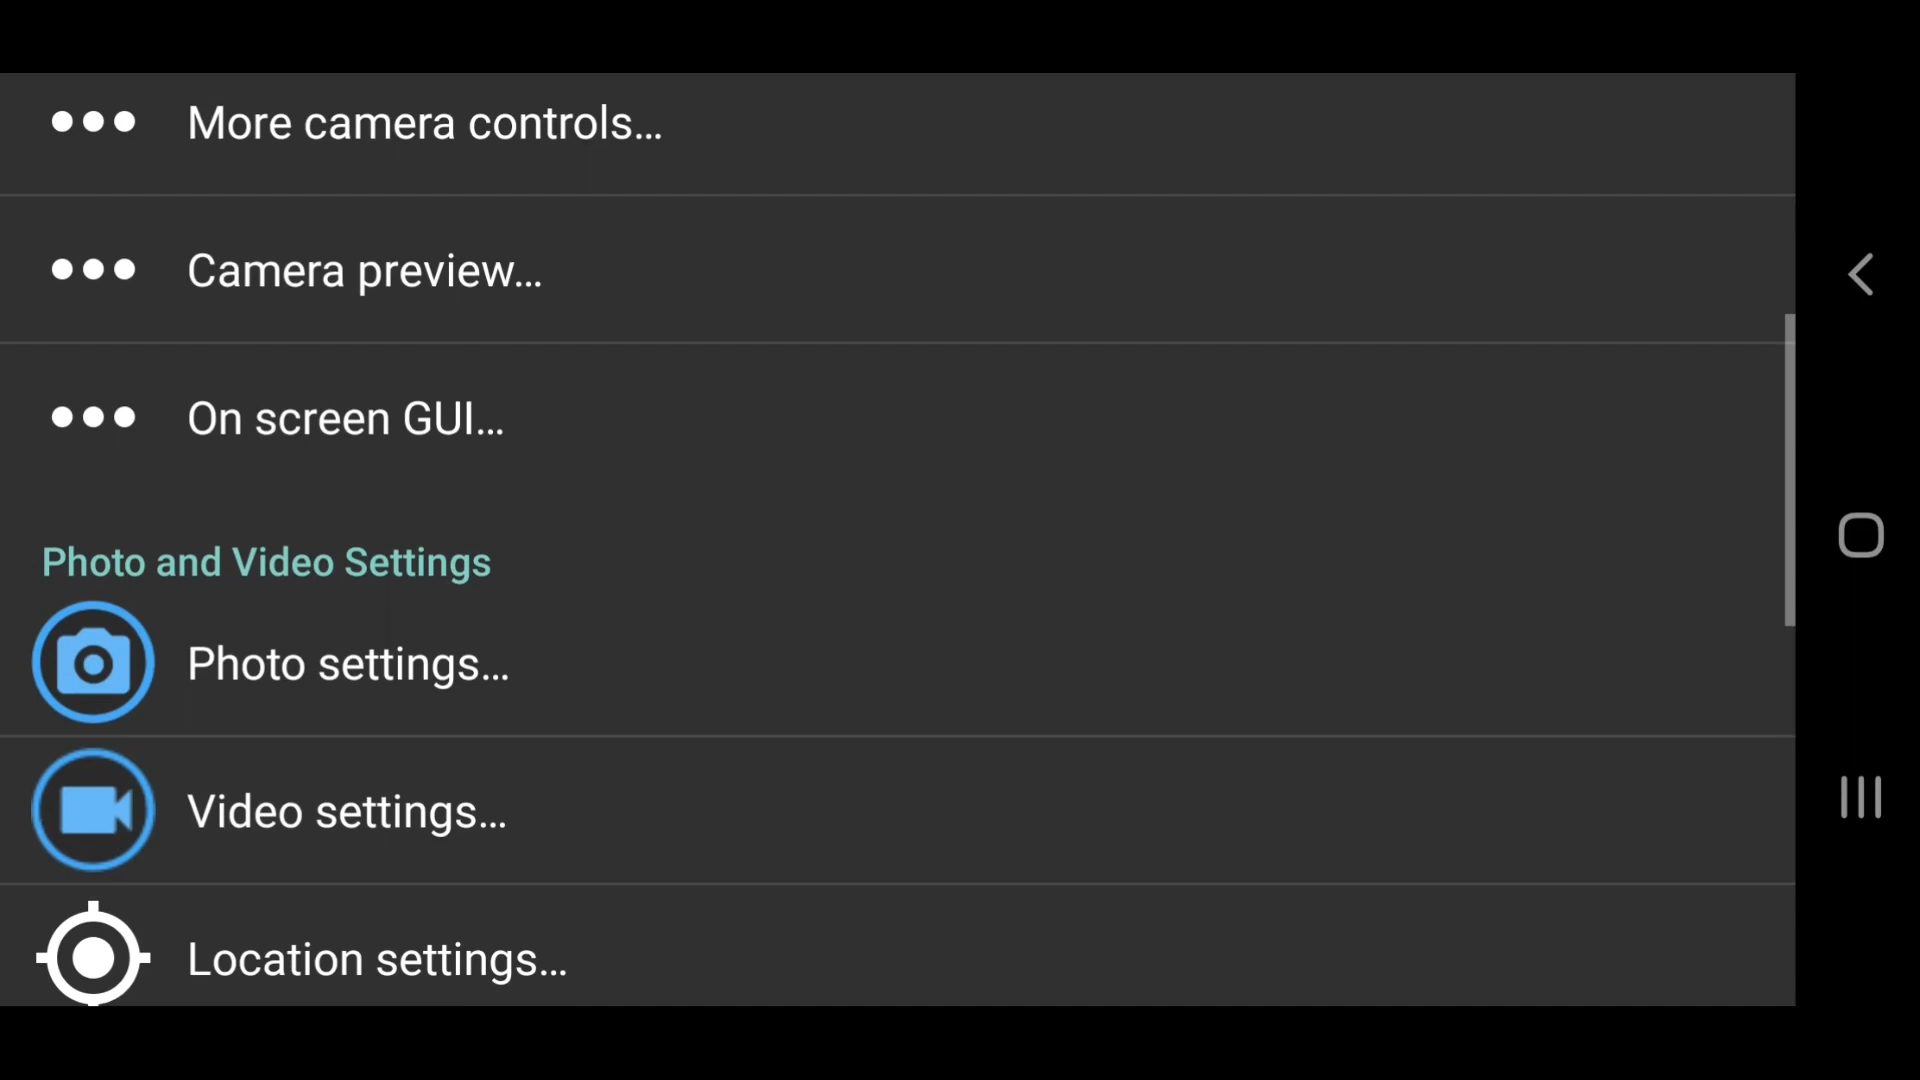 More camera controls...
Camera preview...
On screen GUI...
Photo and Video Settings
Photo settings...
Video settings...
Location settings...